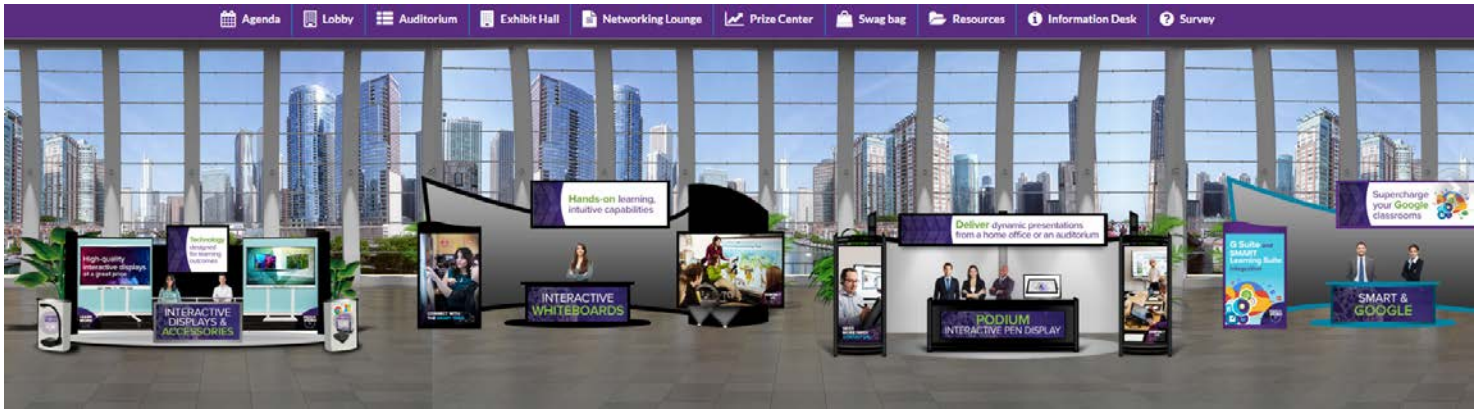 Agenda
Lobby
Auditorium
Exhibit Hall
Networking Lounge
Prize Center
Swag bag
Resources
Information Desk
Survey
High-quality
interactive displays
at a great price
Technology
designed
for learning
outcomes
INTERACTIVE
DISPLAYS &
ACCESSORIES
CONNECT WITH
Hands-on learning,
intuitive capabilities
INTERACTIVE
WHITEBOARDS
Deliver dynamic presentations
from a home office or an auditorium
PODIUM
INTERACTIVE PEN DISPLAY
G Suite and
SMART
Learning Suite
integration
Supercharge
your Google
classrooms
SMART &
GOOGLE